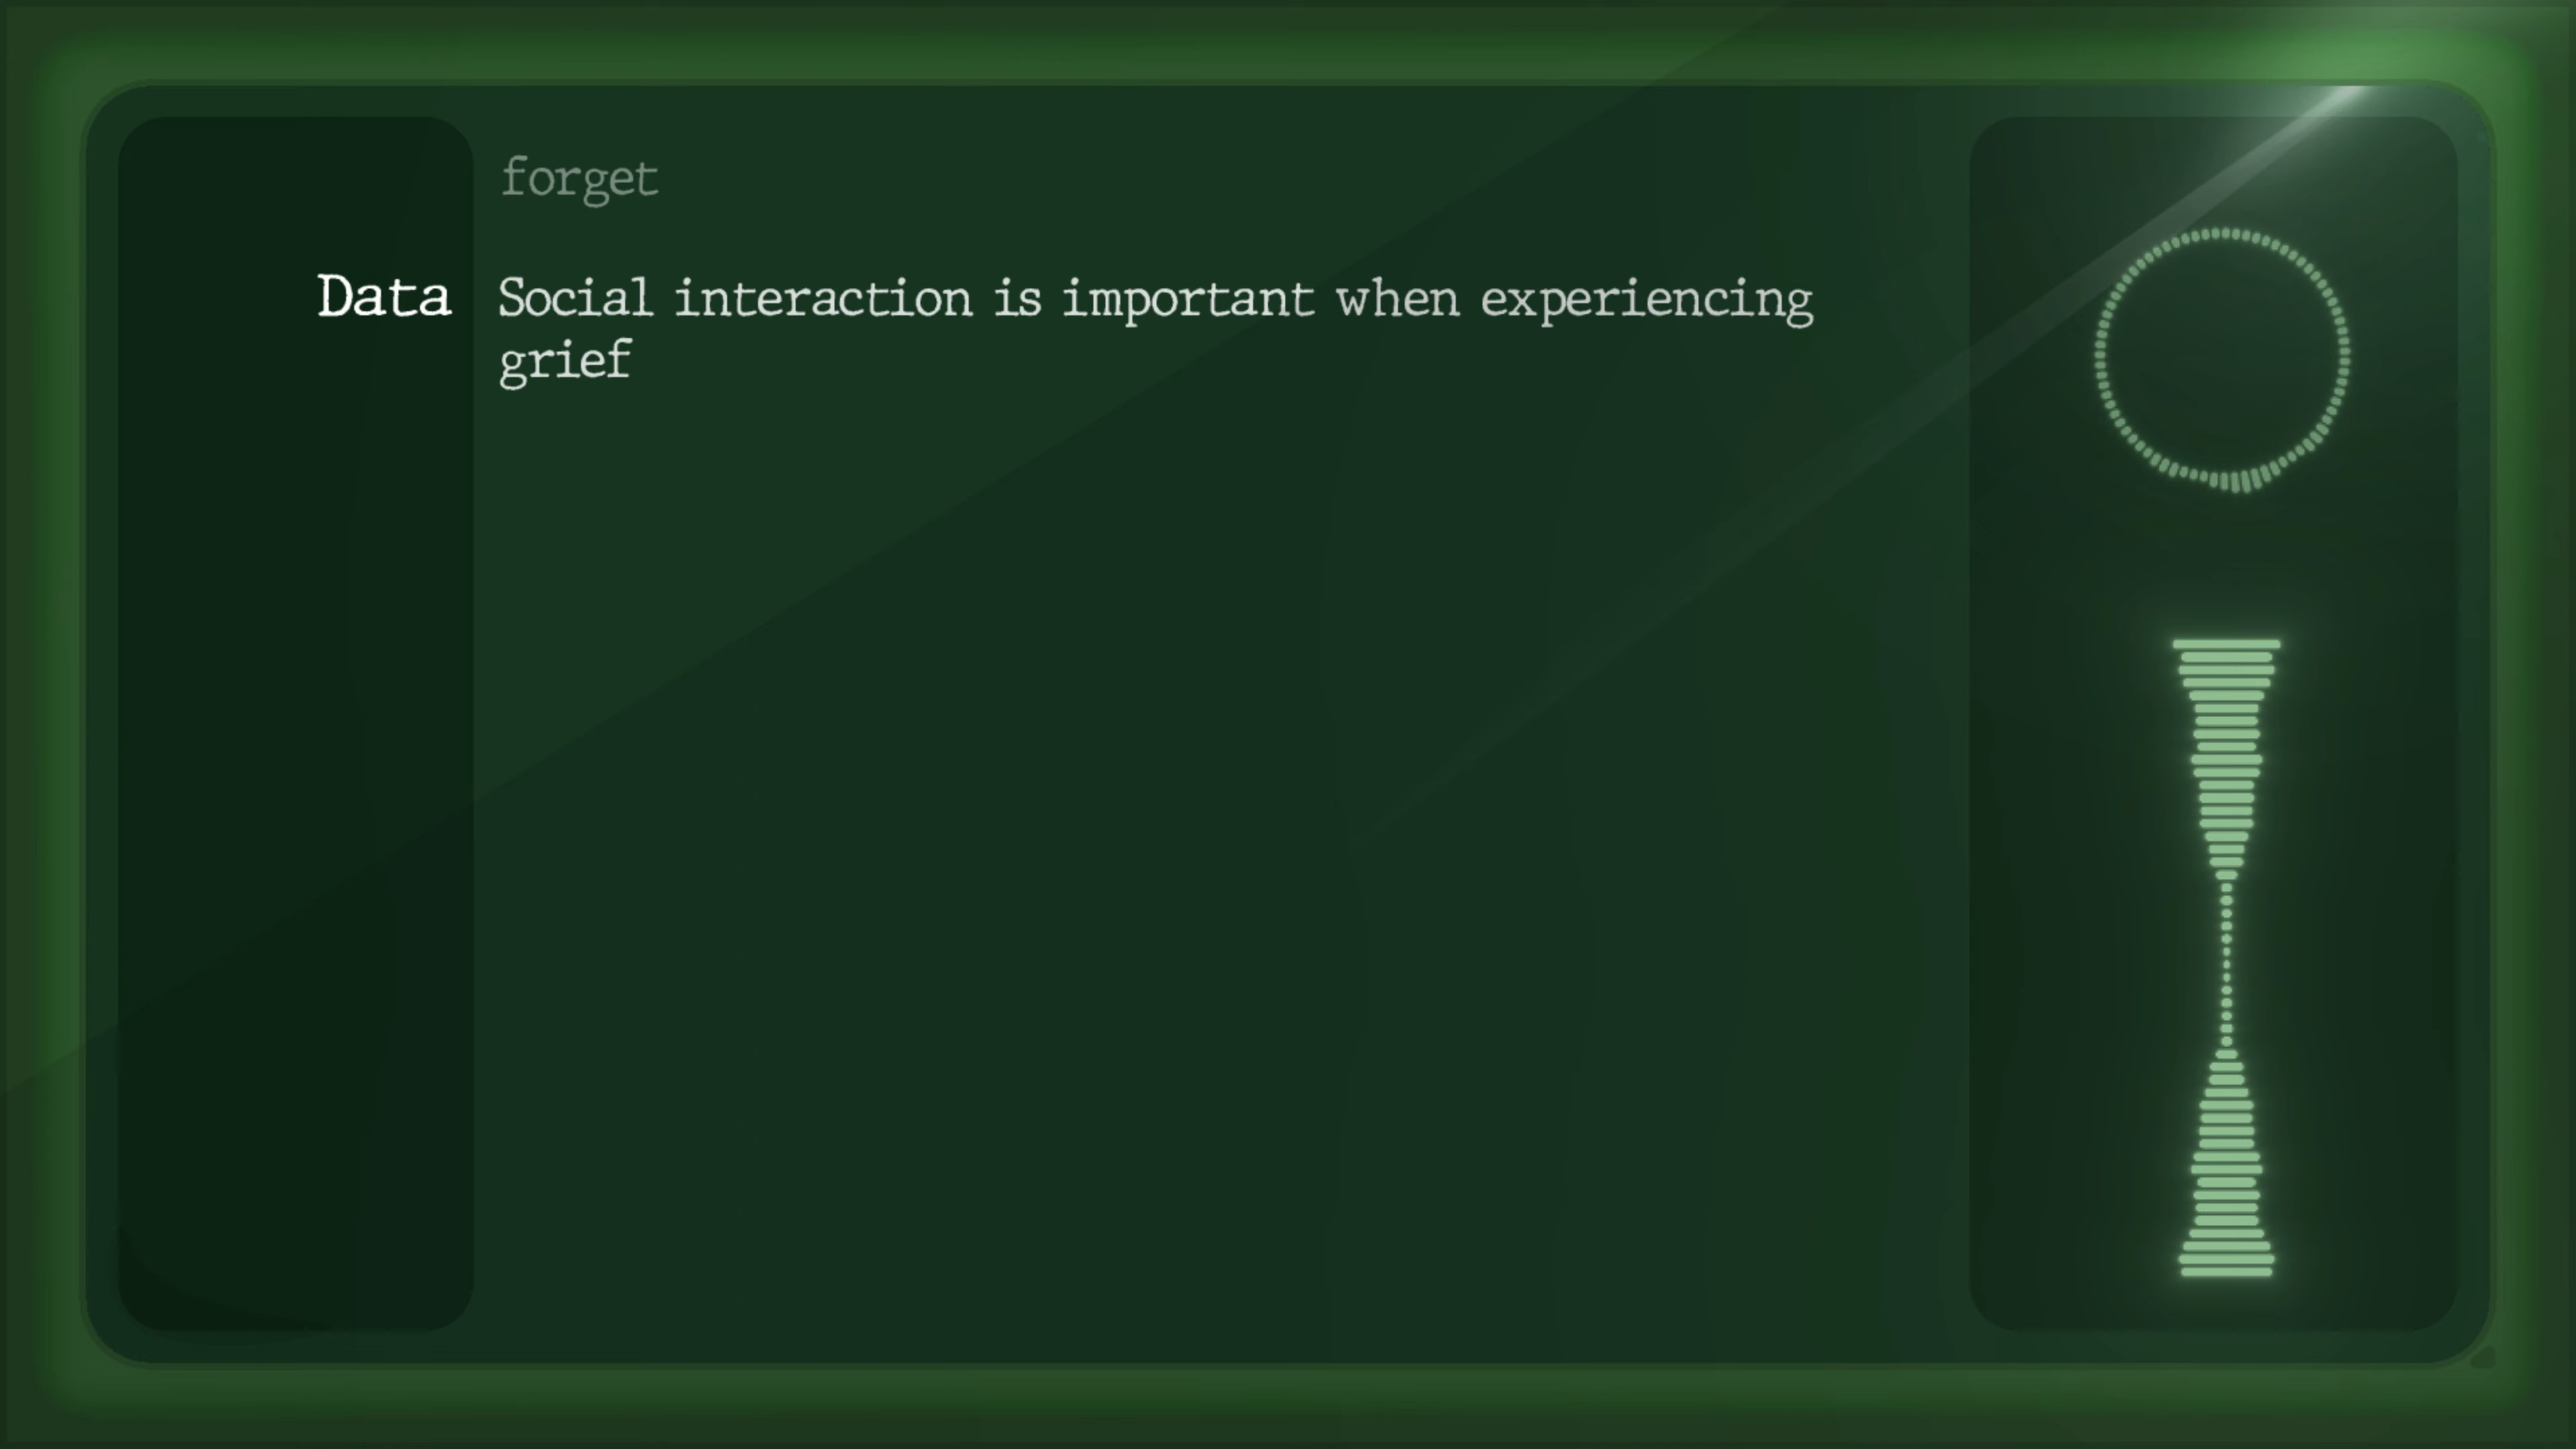 forget
Data Social interaction is important when experiencing
grief